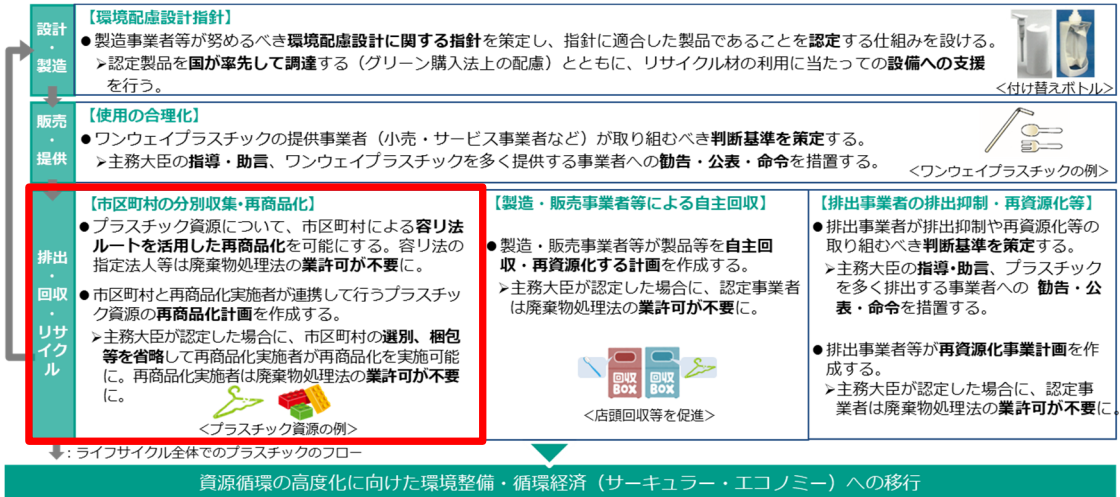 設計・製造
【環境配慮設計指針】
●製造事業者等が努めるべき環境配慮設計に関する指針を策定し、指針に適合した製品であることを認定する仕組みを設ける。
➢認定製品を国が率先して調達する（グリーン購入法上の配慮）とともに、リサイクル材の利用に当たっての設備への支援
を行う。
＜付け替えボトル＞
販売・提供
【使用の合理化】
●ワンウェイプラスチックの提供事業者（小売・サービス事業者など）が取り組むべき判断基準を策定する。
➢主務大臣の指導・助言、ワンウェイプラスチックを多く提供する事業者への勧告・公表・命令を措置する。
＜ワンウェイプラスチックの例＞
排出・回収・リサイクル
【市区町村の分別収集・再商品化】
●プラスチック資源について、市区町村による容リ法
ルートを活用した再商品化を可能にする。容リ法の
指定法人等は廃棄物処理法の業許可が不要に。
●市区町村と再商品化実施者が連携して行うプラスチッ
ク資源の再商品化計画を作成する。
➢主務大臣が認定した場合に、市区町村の選別、梱包
等を省略して再商品化実施者が再商品化を実施可能
に。再商品化実施者は廃棄物処理法の業許可が不要
に。
＜プラスチック資源の例＞
【製造・販売事業者等による自主回収】
●製造・販売事業者等が製品等を自主回
収・再資源化する計画を作成する。
➢主務大臣が認定した場合に、認定事業者
は廃棄物処理法の業許可が不要に。
回収
BOX
回収
BOX
＜店頭回収等を促進＞
【排出事業者の排出抑制・再資源化等】
●排出事業者が排出抑制や再資源化等の
取り組むべき判断基準を策定する。
➢主務大臣の指導・助言、プラスチック
を多く排出する事業者への 勧告・公
表・命令を措置する。
●排出事業者等が再資源化事業計画を作
成する。
➢主務大臣が認定した場合に、認定事
業者は廃棄物処理法の業許可が不要に。
：ライフサイクル全体でのプラスチックのフロー
資源循環の高度化に向けた環境整備・循環経済（サーキュラー・エコノミー）への移行